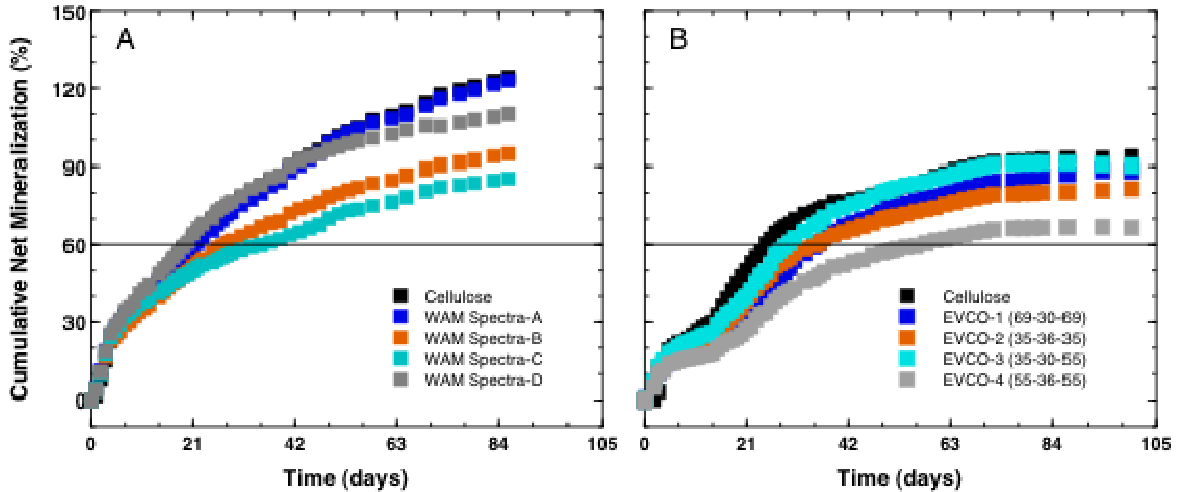 Cumulative Net Mineralization (%)
150
120
90
60
30
0
A
Cellulose
WAM Spectra-A
WAM Spectra-B
WAM Spectra-C
WAM Spectra-D
0 21 42 63 84 105
Time (days)
B
Cellulose
EVCO-1 (69-30-69)
EVCO-2 (35-36-35)
EVCO-3 (35-30-55)
EVCO-4 (55-36-55)
0 21 42 63 84 105
Time (days)